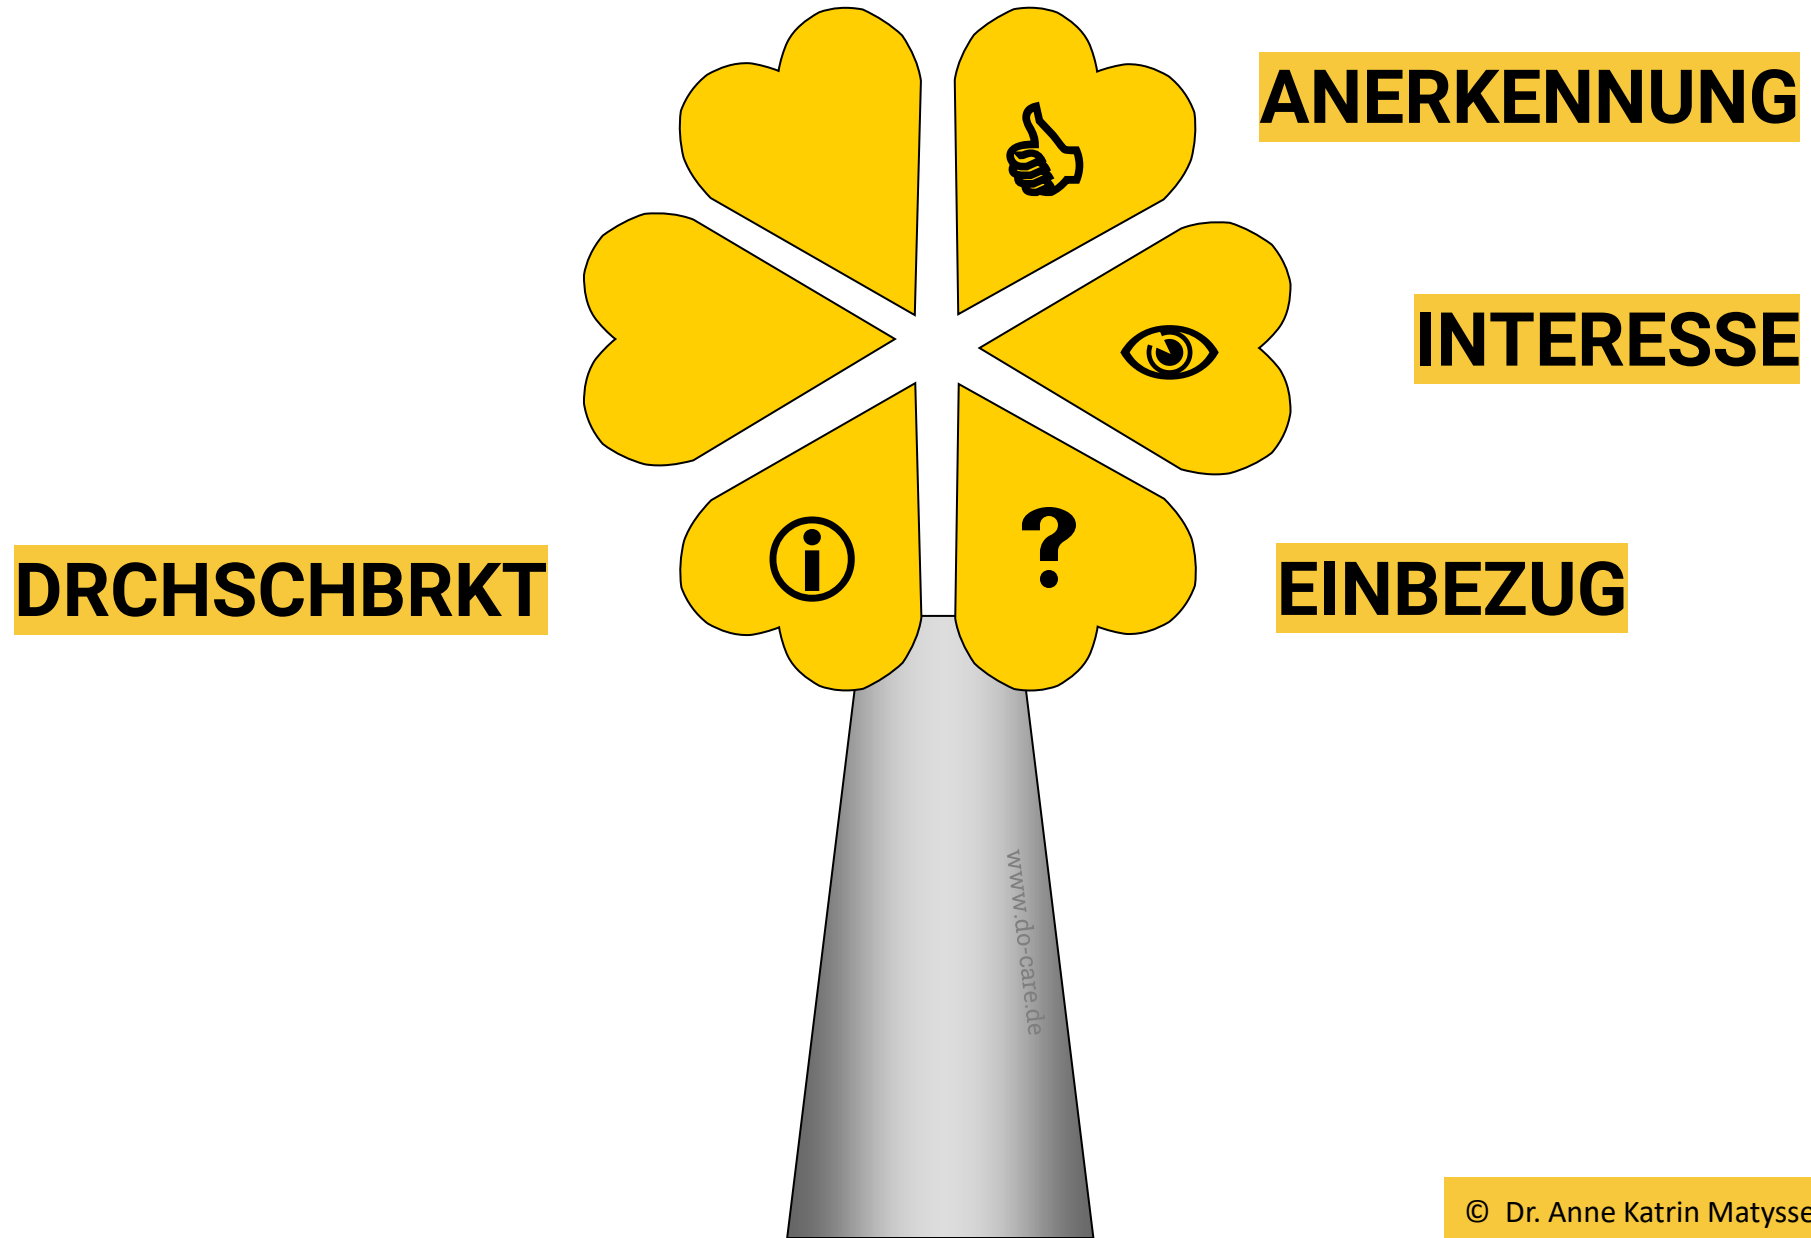 ANERKENNUNG
INTERESSE
DRCHSCHBRKT
EINBEZUG
?
i
www.do-care.de
© Dr. Anne Katrin Matysse